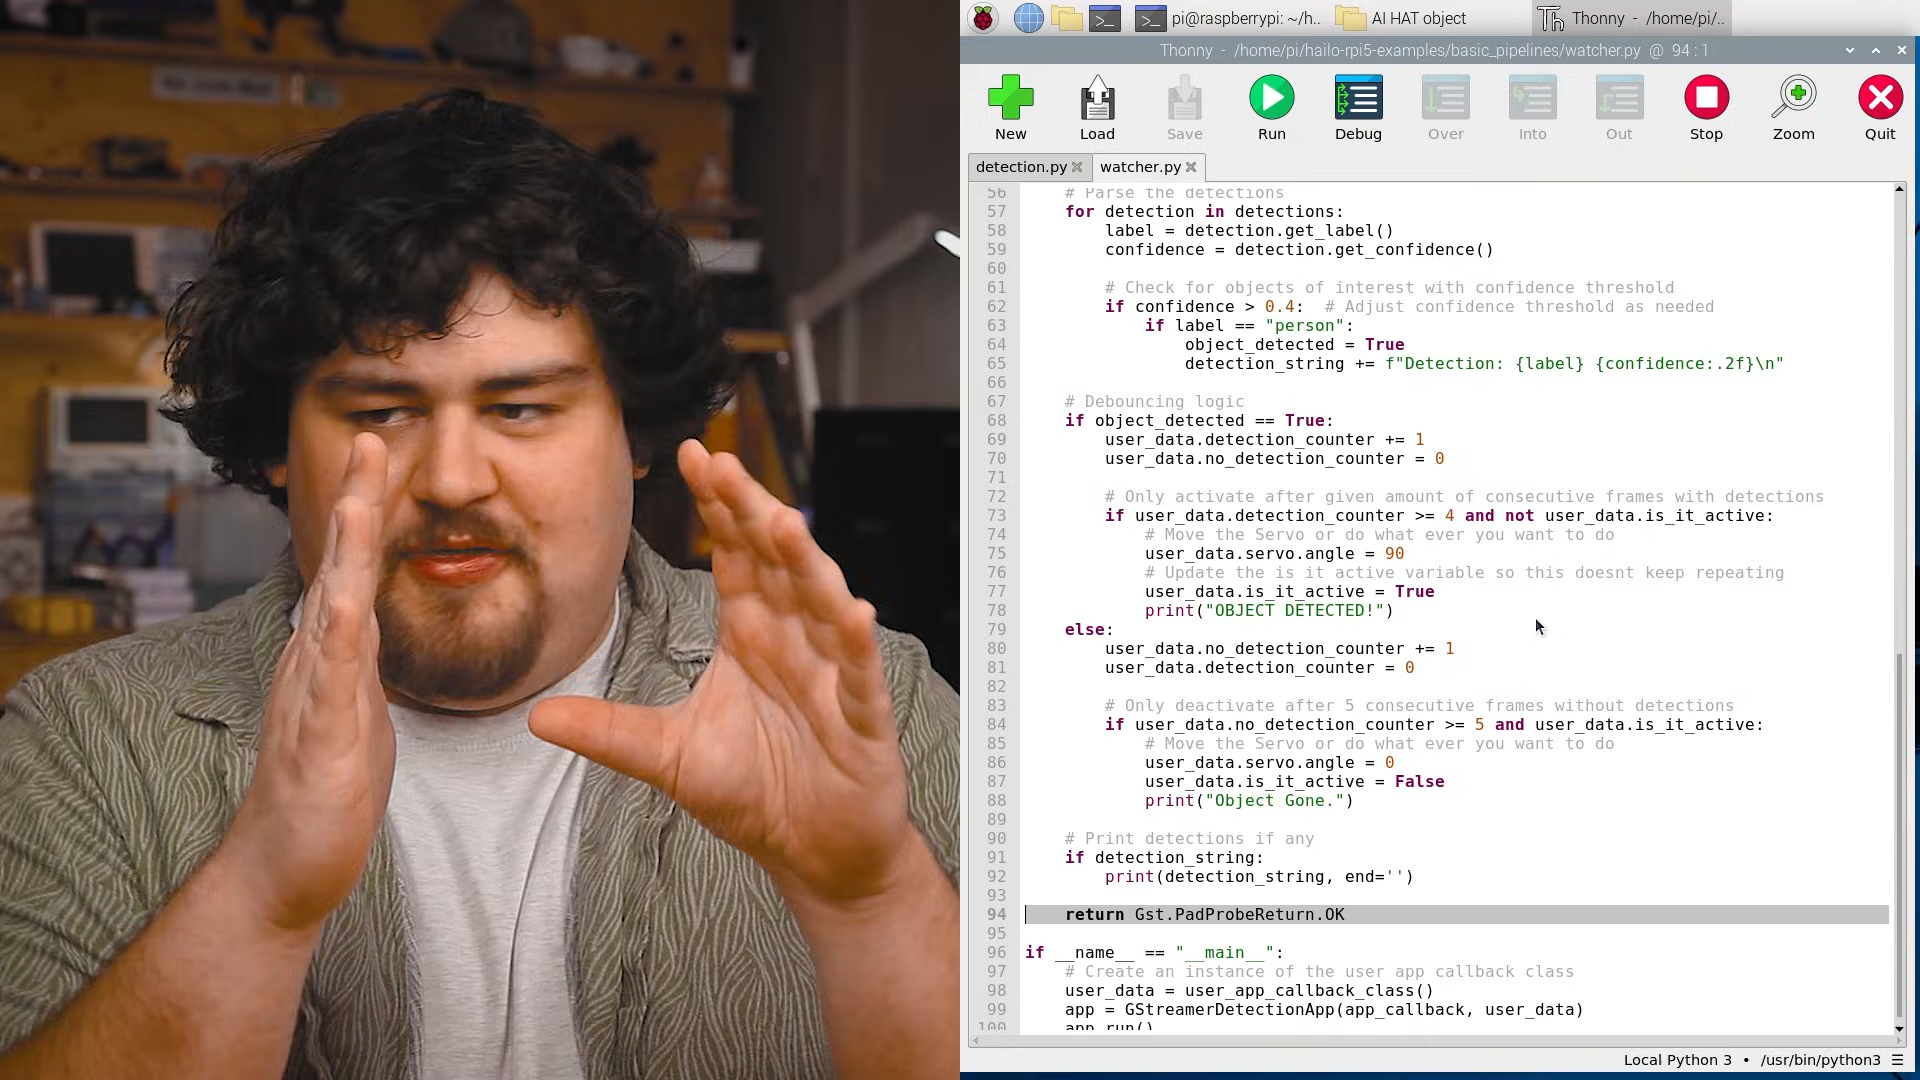 pi@raspberrypi: ~/h..
AI HAT object
Thonny - /home/pi/..
Thonny - /home/pi/hailo-rpi5-examples/basic_pipelines/watcher.py @ 94 : 1
New
Load
Save
Run
Debug
Over
Into
Out
Stop
Zoom
Quit
detection.py
watcher.py
56 # Parse the detections
57 for detection in detections:
58 label = detection.get_label()
59 confidence = detection.get_confidence()
60
61 # Check for objects of interest with confidence threshold
62 if confidence > 0.4: # Adjust confidence threshold as needed
63 if label == "person":
64 object_detected = True
65 detection_string += f"Detection: {label} {confidence:.2f}\n"
66
67 # Debouncing logic
68 if object_detected == True:
69 user_data.detection_counter += 1
70 user_data.no_detection_counter = 0
71
72 # Only activate after given amount of consecutive frames with detections
73 if user_data.detection_counter >= 4 and not user_data.is_it_active:
74 # Move the Servo or do what ever you want to do
75 user_data.servo.angle = 90
76 # Update the is it active variable so this doesnt keep repeating
77 user_data.is_it_active = True
78 print("OBJECT DETECTED!")
79 else:
80 user_data.no_detection_counter += 1
81 user_data.detection_counter = 0
82
83 # Only deactivate after 5 consecutive frames without detections
84 if user_data.no_detection_counter >= 5 and user_data.is_it_active:
85 # Move the Servo or do what ever you want to do
86 user_data.servo.angle = 0
87 user_data.is_it_active = False
88 print("Object Gone.")
89
90 # Print detections if any
91 if detection_string:
92 print(detection_string, end='')
93
94 return Gst.PadProbeReturn.OK
95
96 if __name__ == "__main__":
97 # Create an instance of the user app callback class
98 user_data = user_app_callback_class()
99 app = GStreamerDetectionApp(app_callback, user_data)
100 app.run()
Local Python 3 • /usr/bin/python3 ☰